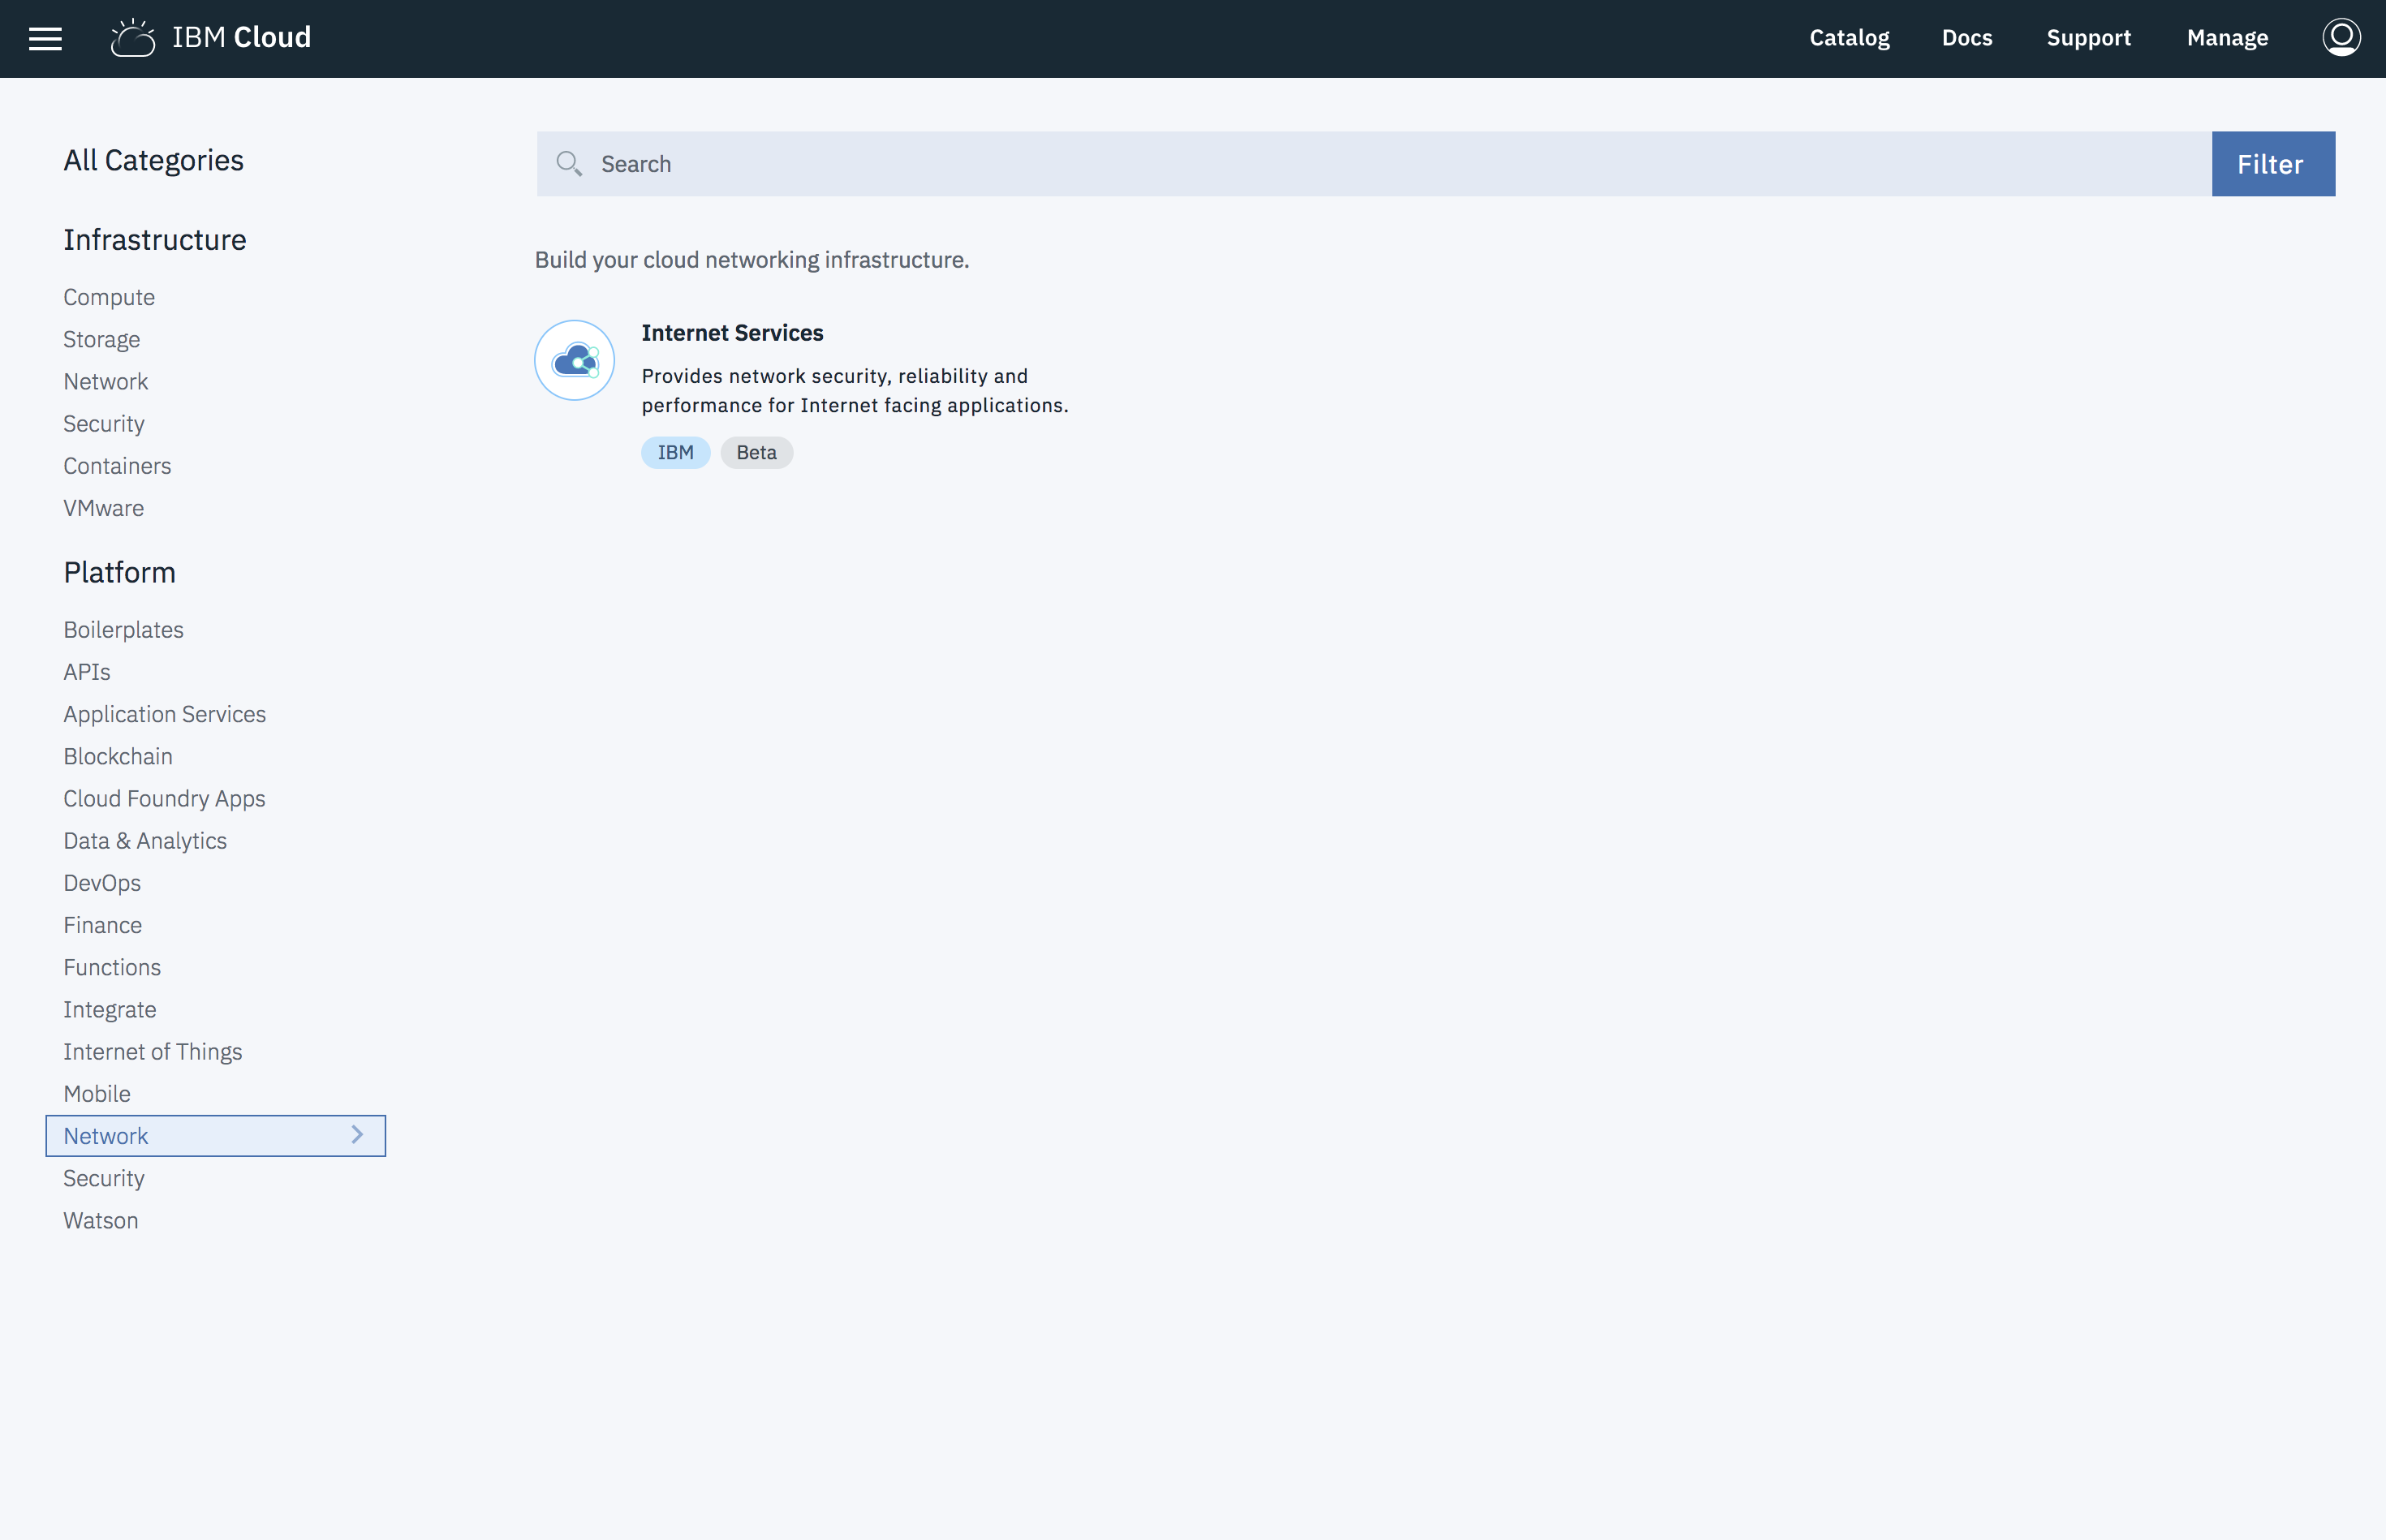 IBM Cloud
Catalog
Docs
Support
Manage
All Categories
Infrastructure
Compute
Storage
Network
Security
Containers
VMware
Platform
Boilerplates
APIs
Application Services
Blockchain
Cloud Foundry Apps
Data & Analytics
DevOps
Finance
Functions
Integrate
Internet of Things
Mobile
Network
Security
Watson
Search
Filter
Build your cloud networking infrastructure.
Internet Services
Provides network security, reliability and
performance for Internet facing applications.
IBM
Beta